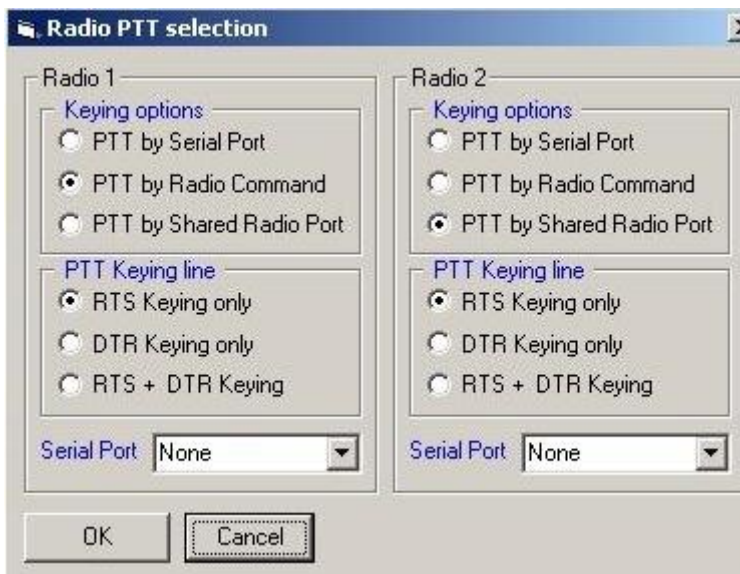 Radio PTT selection
Radio 1
Keying options
PTT by Serial Port
PTT by Radio Command
PTT by Shared Radio Port
PTT Keying line
RTS Keying only
DTR Keying only
RTS + DTR Keying
Serial Port None
Radio 2
Keying options
PTT by Serial Port
PTT by Radio Command
PTT by Shared Radio Port
PTT Keying line
RTS Keying only
DTR Keying only
RTS + DTR Keying
Serial Port None
OK
Cancel